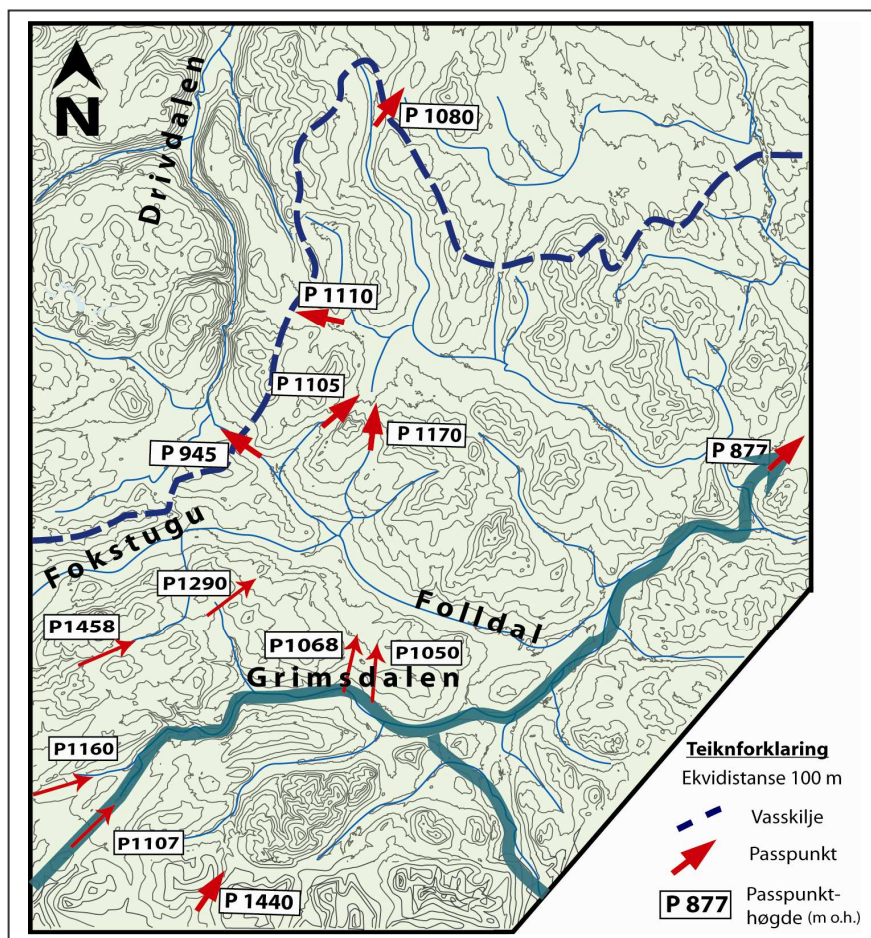 N
Drivdalen
P 1080
P 1110
P 1105
P 1170
P 945
P 877
Fokstugu
P1290
Folldal
P1458
P1068
P1050
Grimsdalen
P1160
P1107
P 1440
Teiknforklaring
Ekvidistanse 100 m
Vasskilje
Passpunkt
P 877
Passpunkt-
høgde (m o.h.)